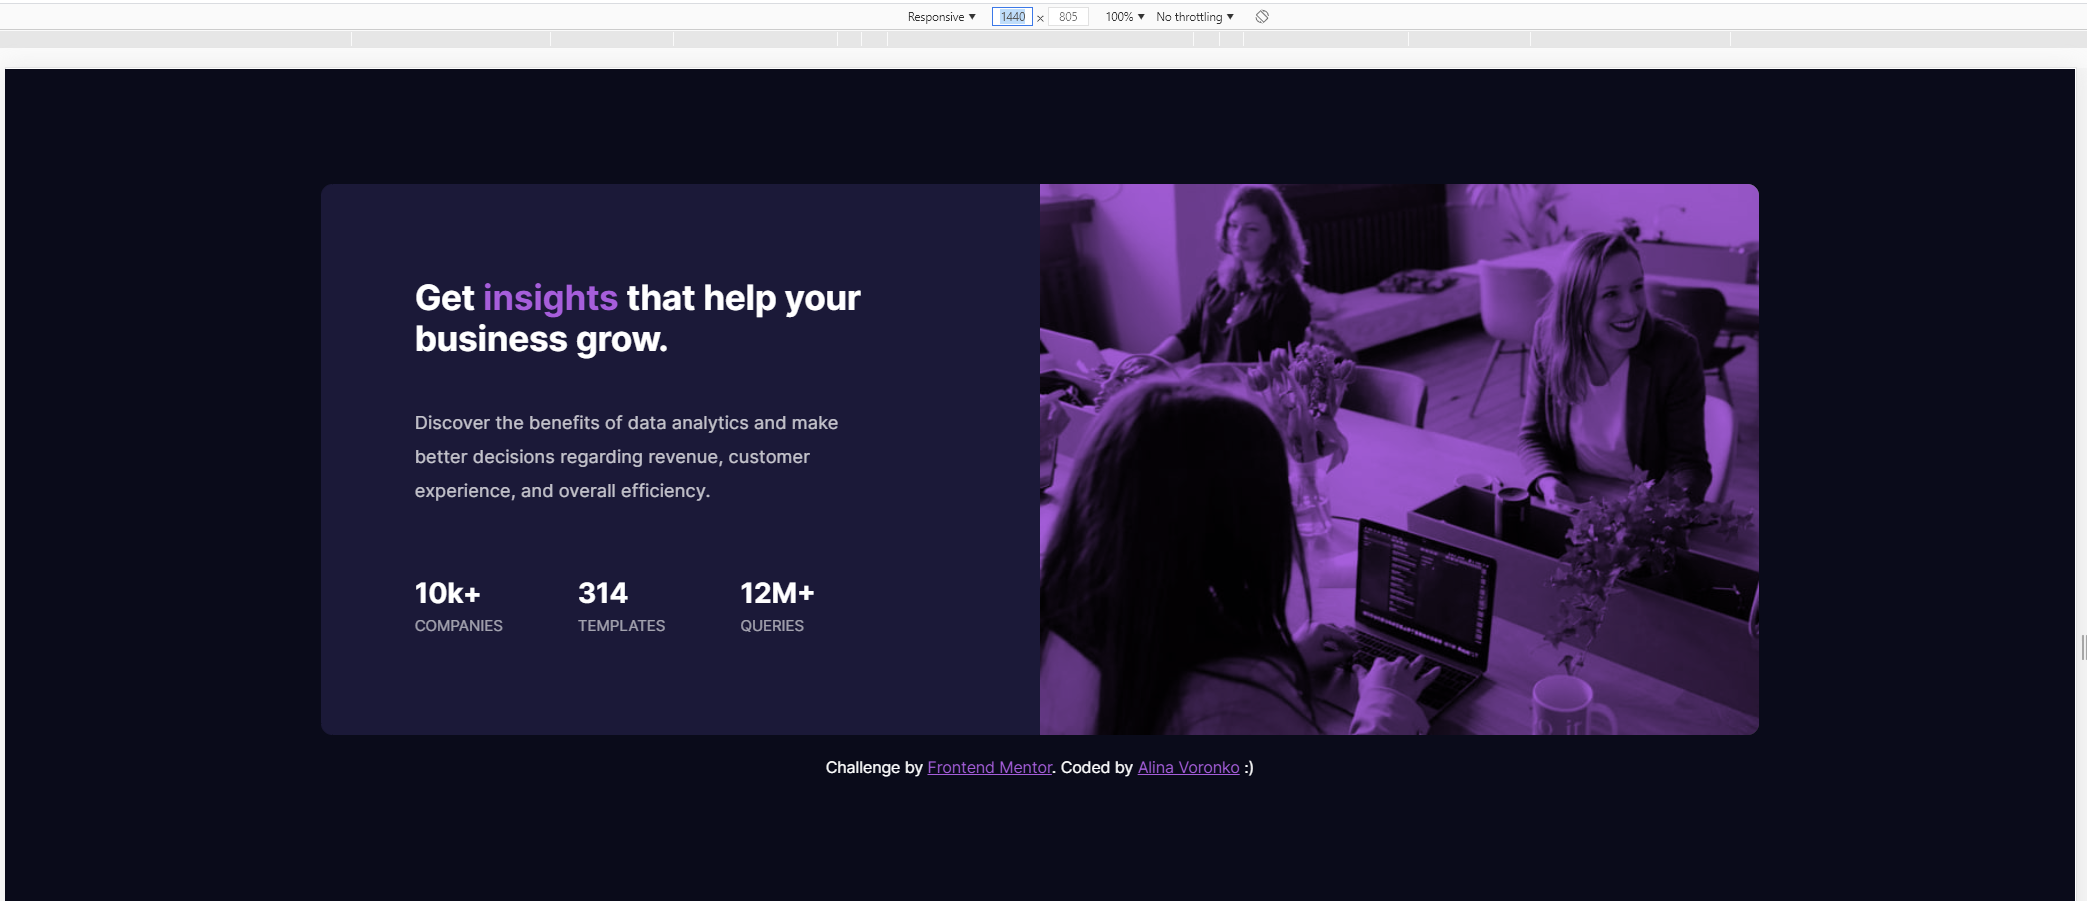 Responsive ▼ 1440 × 805 100% ▼ No throttling ▼
Get insights that help your
business grow.
Discover the benefits of data analytics and make
better decisions regarding revenue, customer
experience, and overall efficiency.
10k+ 314 12M+
COMPANIES TEMPLATES QUERIES
Challenge by Frontend Mentor. Coded by Alina Voronko :)